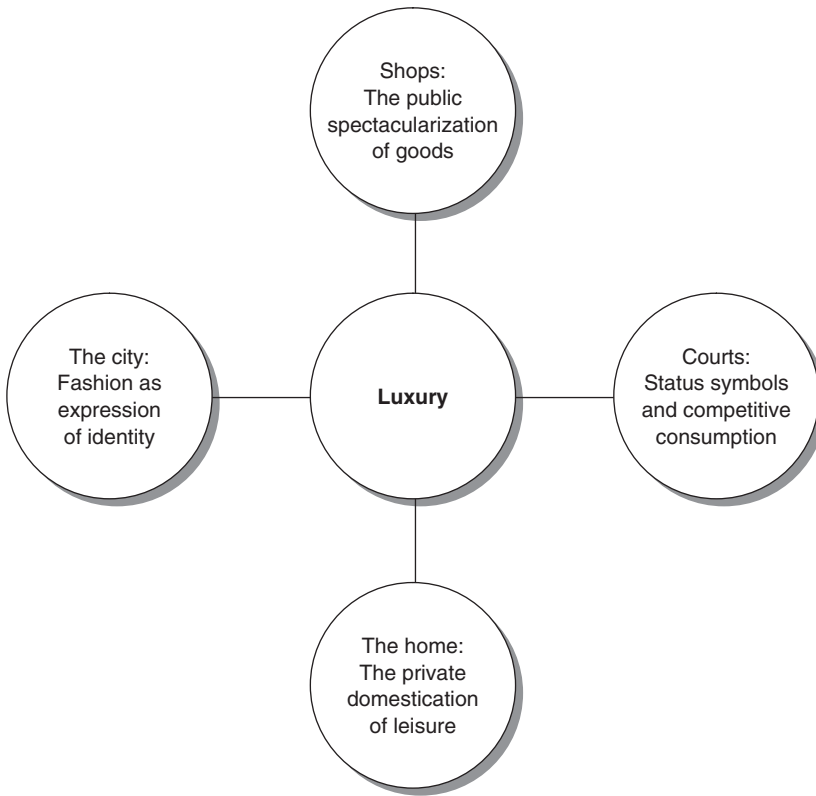 Shops:
The public
spectacularization
of goods
The city:
Fashion as
expression
of identity
Luxury
Courts:
Status symbols
and competitive
consumption
The home:
The private
domestication
of leisure